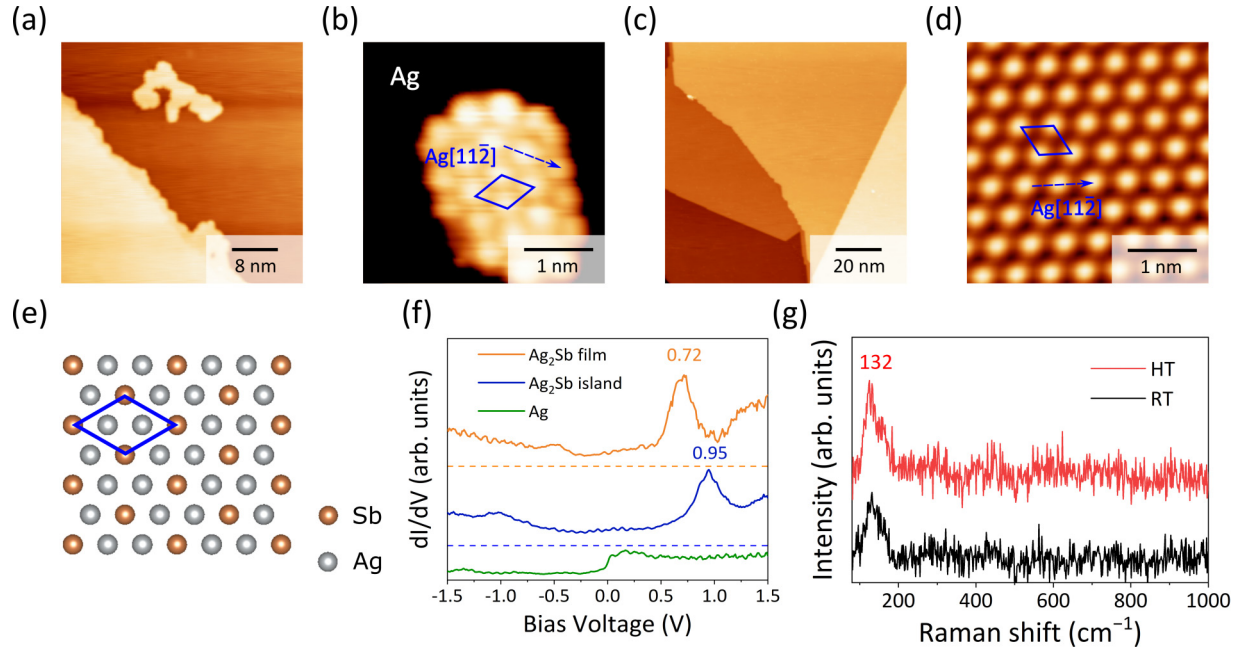 (a)
(b)
(c)
(d)
8 nm
Ag
Ag[112̅]
1 nm
20 nm
Ag[112̅]
1 nm
(e)
Sb
Ag
(f)
dI/dV (arb. units)
Ag₂Sb film
Ag₂Sb island
Ag
0.72
0.95
-1.5 -1.0 -0.5 0.0 0.5 1.0 1.5
Bias Voltage (V)
(g)
Intensity (arb. units)
132
HT
RT
200 400 600 800 1000
Raman shift (cm⁻¹)